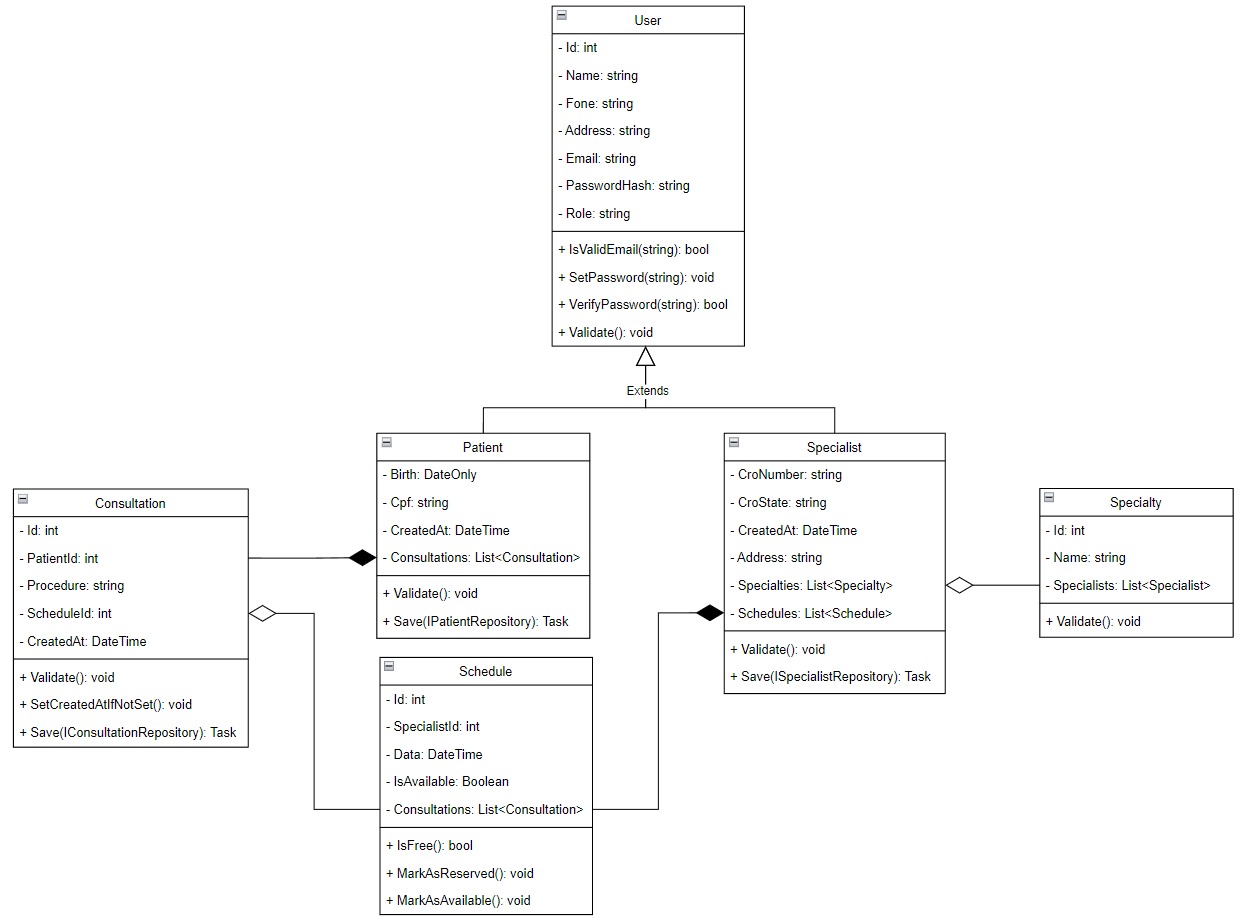 User
- Id: int
- Name: string
- Fone: string
- Address: string
- Email: string
- PasswordHash: string
- Role: string
+ IsValidEmail(string): bool
+ SetPassword(string): void
+ VerifyPassword(string): bool
+ Validate(): void
Extends
Patient
- Birth: DateOnly
- Cpf: string
- CreatedAt: DateTime
- Consultations: List<Consultation>
+ Validate(): void
+ Save(IPatientRepository): Task
Specialist
- CroNumber: string
- CroState: string
- CreatedAt: DateTime
- Address: string
- Specialties: List<Specialty>
- Schedules: List<Schedule>
+ Validate(): void
+ Save(ISpecialistRepository): Task
Consultation
- Id: int
- PatientId: int
- Procedure: string
- ScheduleId: int
- CreatedAt: DateTime
+ Validate(): void
+ SetCreatedAtIfNotSet(): void
+ Save(IConsultationRepository): Task
Specialty
- Id: int
- Name: string
- Specialists: List<Specialist>
+ Validate(): void
Schedule
- Id: int
- SpecialistId: int
- Data: DateTime
- IsAvailable: Boolean
- Consultations: List<Consultation>
+ IsFree(): bool
+ MarkAsReserved(): void
+ MarkAsAvailable(): void